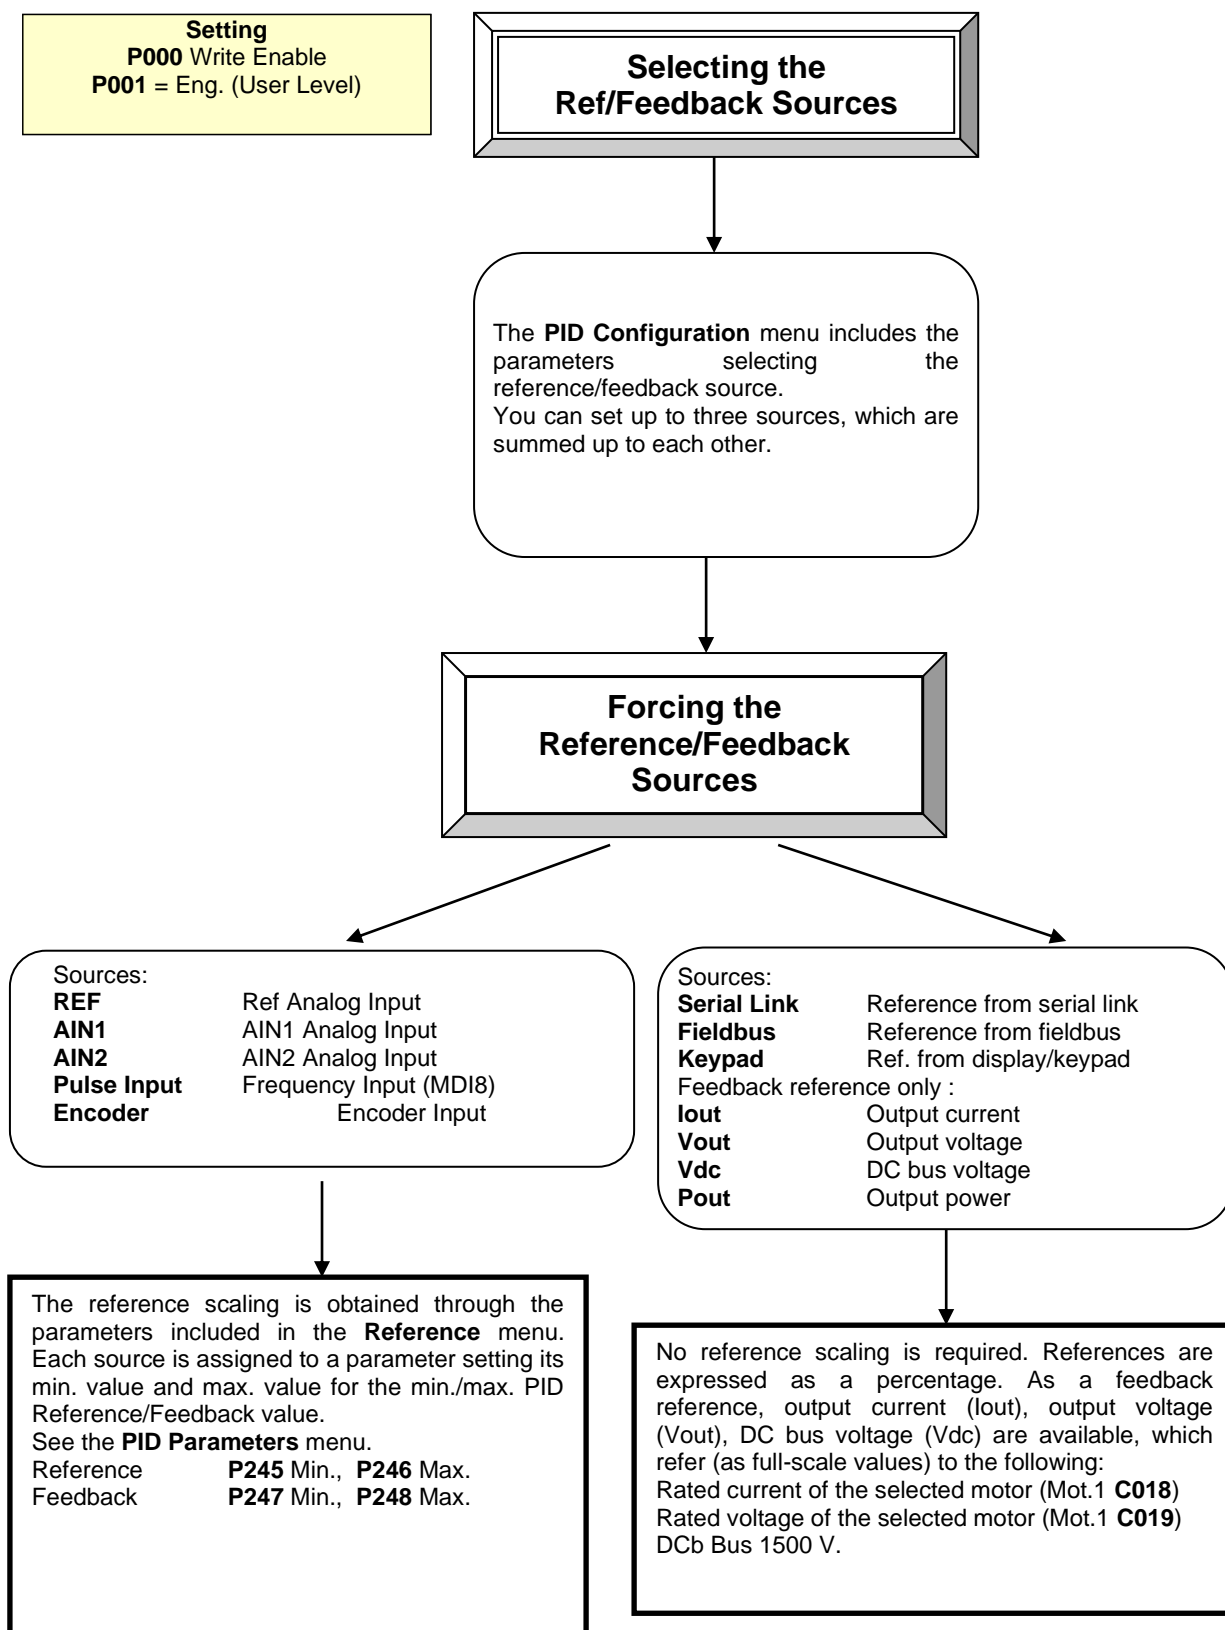 Setting
P000 Write Enable
P001 = Eng. (User Level)
Selecting the
Ref/Feedback Sources
The PID Configuration menu includes the
parameters selecting the
reference/feedback source.
You can set up to three sources, which are
summed up to each other.
Forcing the
Reference/Feedback
Sources
Sources:
REF Ref Analog Input
AIN1 AIN1 Analog Input
AIN2 AIN2 Analog Input
Pulse Input Frequency Input (MDI8)
Encoder Encoder Input
Sources:
Serial Link Reference from serial link
Fieldbus Reference from fieldbus
Keypad Ref. from display/keypad
Feedback reference only :
Iout Output current
Vout Output voltage
Vdc DC bus voltage
Pout Output power
The reference scaling is obtained through the
parameters included in the Reference menu.
Each source is assigned to a parameter setting its
min. value and max. value for the min./max. PID
Reference/Feedback value.
See the PID Parameters menu.
Reference P245 Min., P246 Max.
Feedback P247 Min., P248 Max.
No reference scaling is required. References are
expressed as a percentage. As a feedback
reference, output current (Iout), output voltage
(Vout), DC bus voltage (Vdc) are available, which
refer (as full-scale values) to the following:
Rated current of the selected motor (Mot.1 C018)
Rated voltage of the selected motor (Mot.1 C019)
DCb Bus 1500 V.